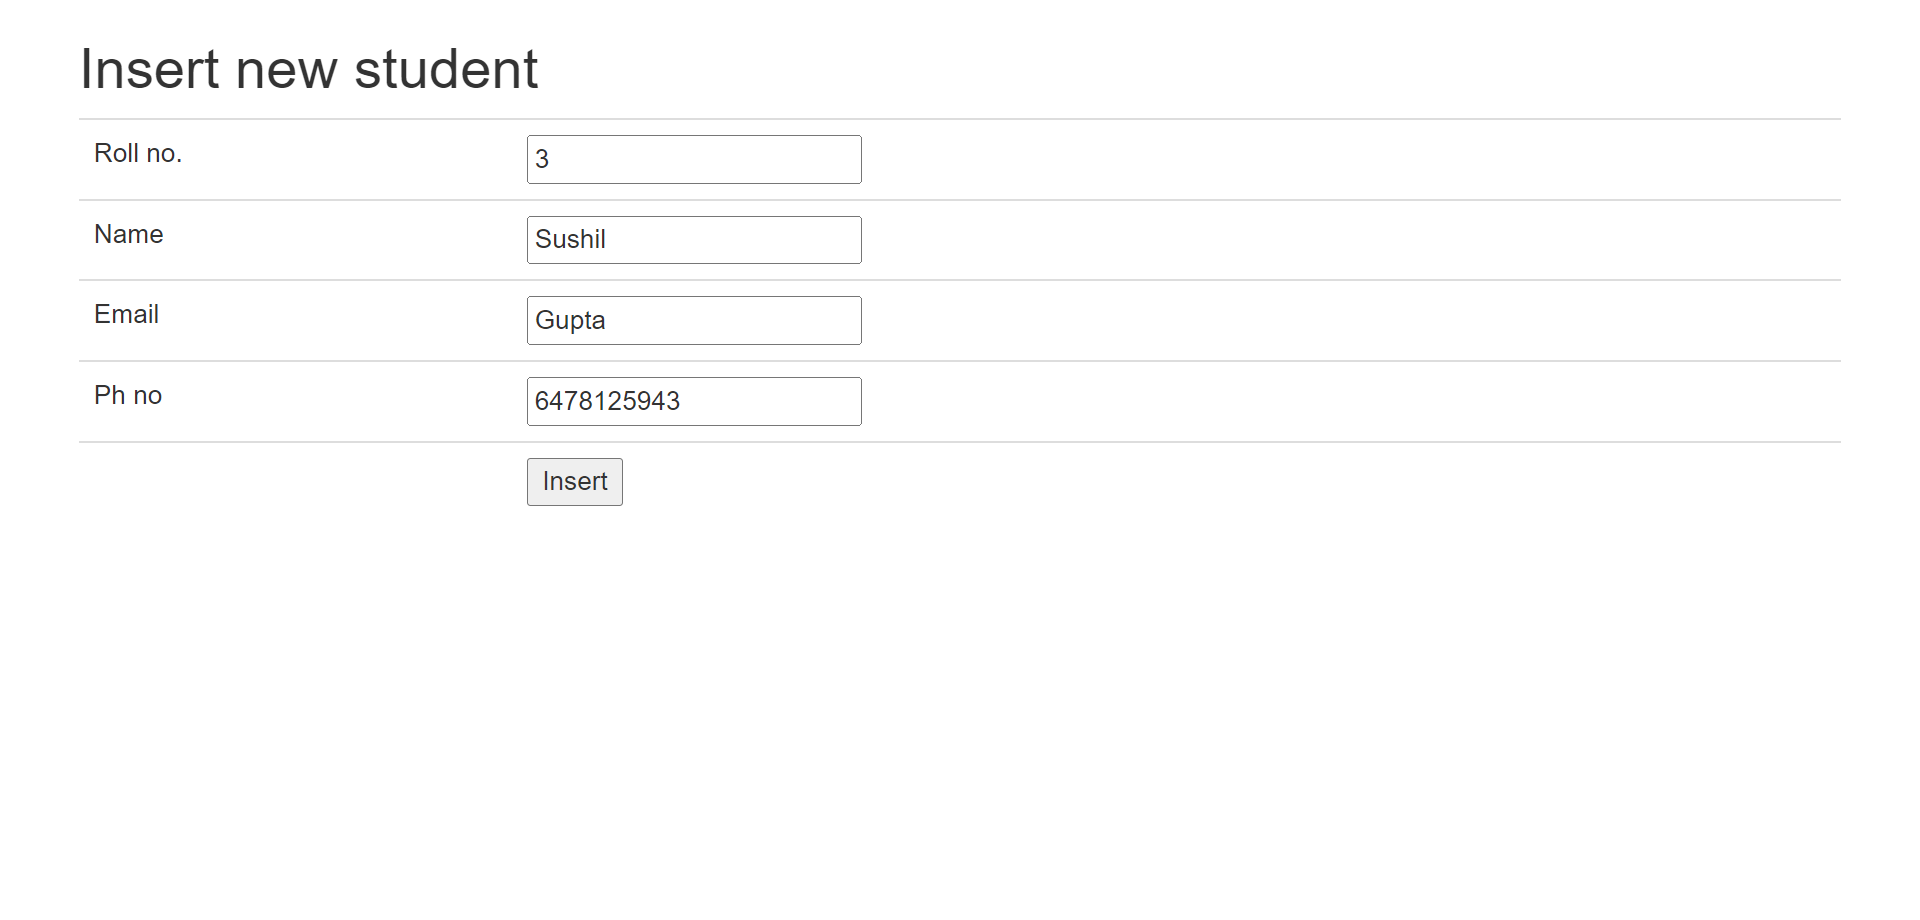 Insert new student
Roll no. 3
Name Sushil
Email Gupta
Ph no 6478125943
Insert